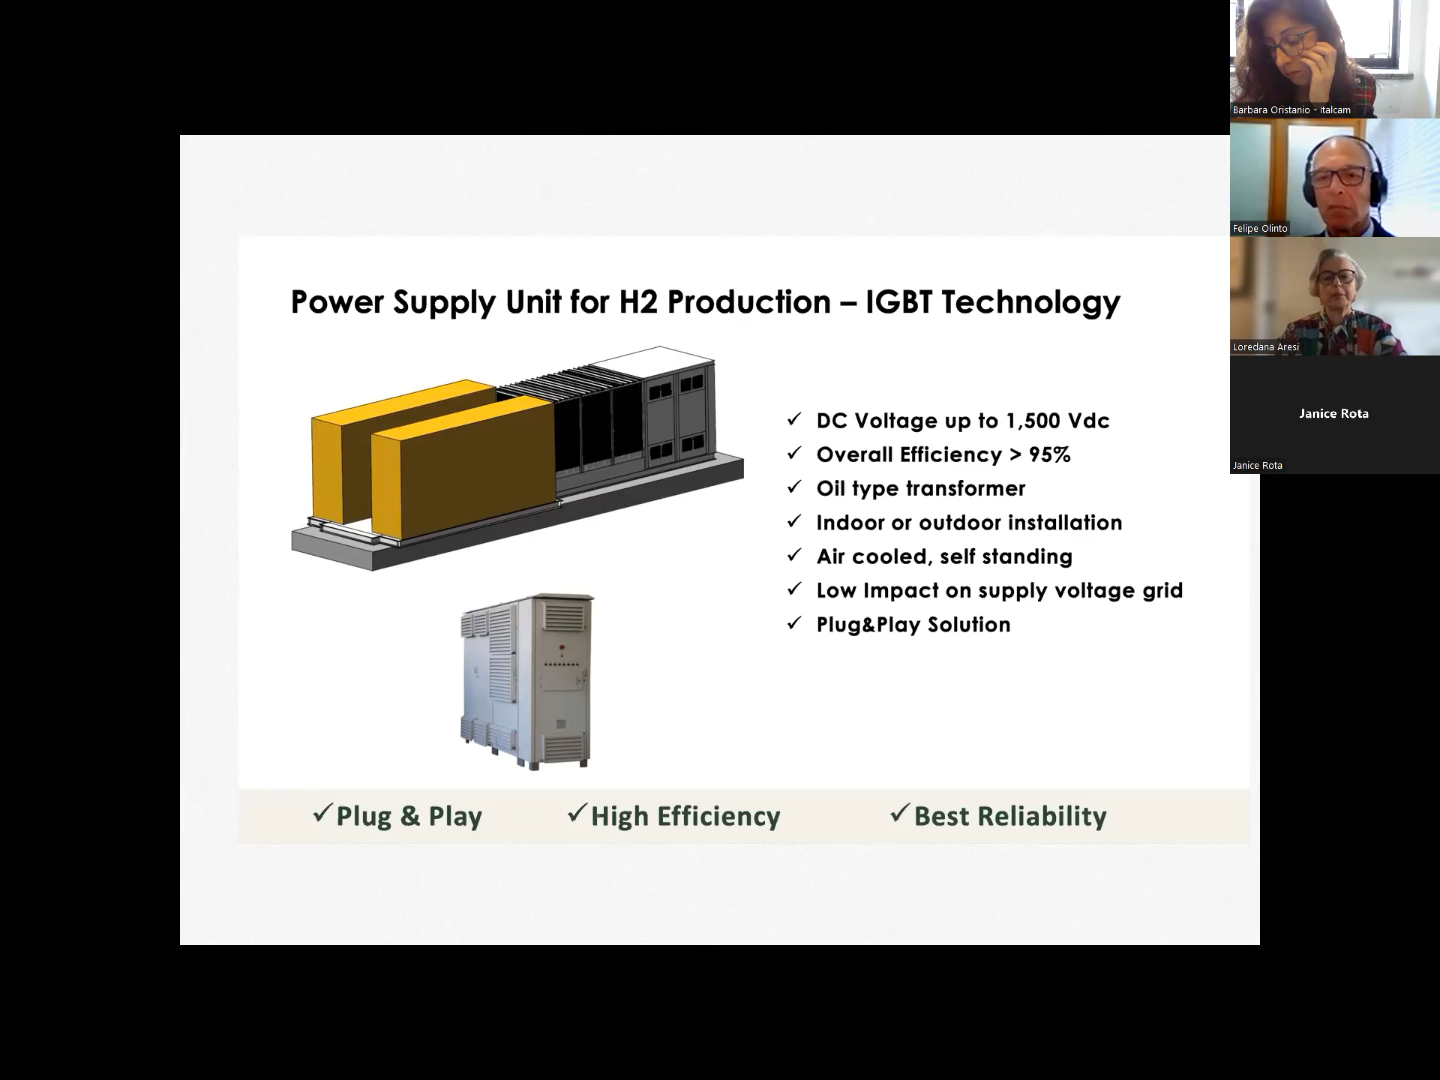 Power Supply Unit for H2 Production – IGBT Technology
✓ DC Voltage up to 1,500 Vdc
✓ Overall Efficiency > 95%
✓ Oil type transformer
✓ Indoor or outdoor installation
✓ Air cooled, self standing
✓ Low Impact on supply voltage grid
✓ Plug&Play Solution
✓Plug & Play
✓High Efficiency
✓Best Reliability
Barbara Oristanio - Italcam
Felipe Olinto
Loredana Aresi
Janice Rota
Janice Rota